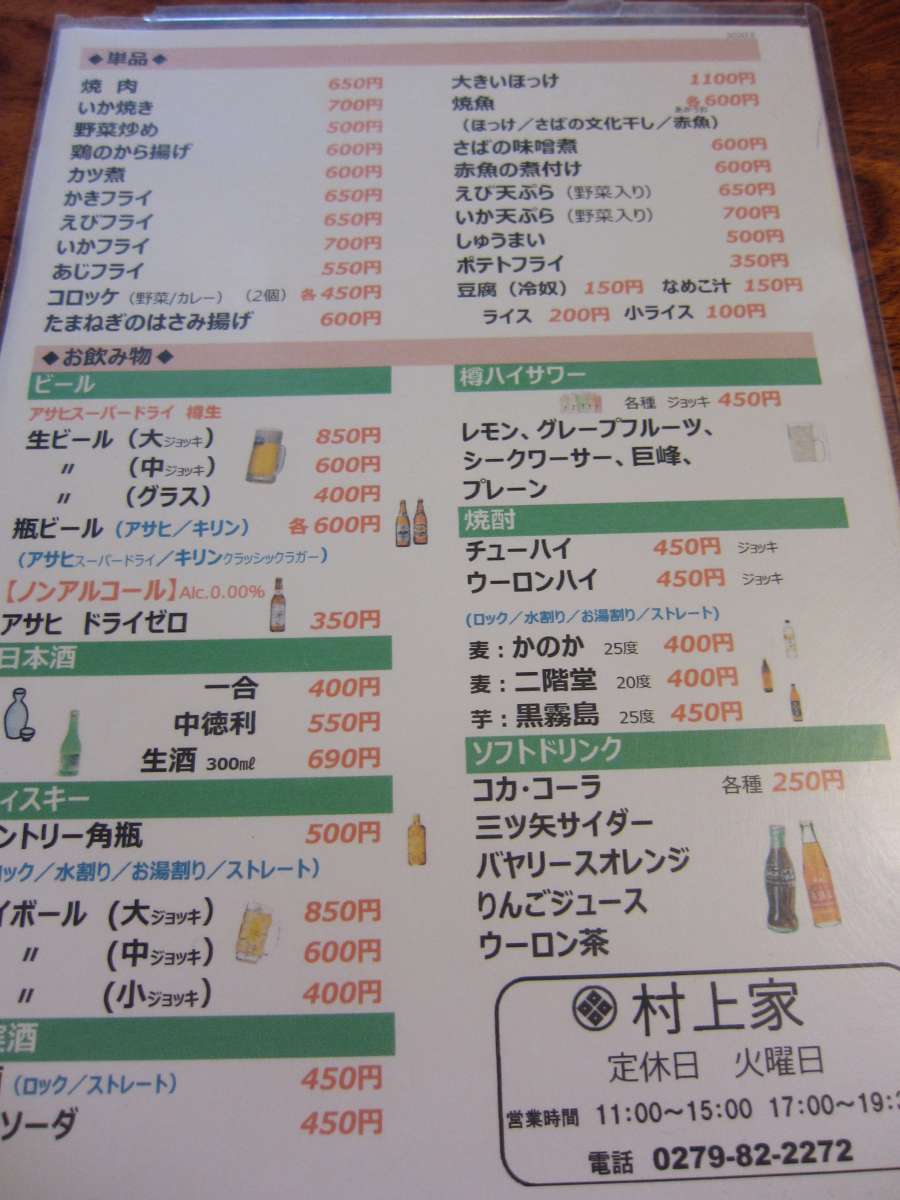 ◆単品◆
焼 肉 650円
いか焼き 700円
野菜炒め 500円
鶏のから揚げ 600円
カツ煮 600円
かきフライ 650円
えびフライ 650円
いかフライ 700円
あじフライ 550円
コロッケ（野菜/カレー）（2個）各450円
たまねぎのはさみ揚げ 600円
大きいほっけ 1100円
焼魚 各600円
（ほっけ／さばの文化干し／赤魚）
さばの味噌煮 600円
赤魚の煮付け 600円
えび天ぷら（野菜入り） 650円
いか天ぷら（野菜入り） 700円
しゅうまい 500円
ポテトフライ 350円
豆腐（冷奴）150円 なめこ汁 150円
ライス 200円 小ライス 100円
◆お飲み物◆
ビール
アサヒスーパードライ 樽生
生ビール（大ジョッキ） 850円
〃 （中ジョッキ） 600円
〃 （グラス） 400円
瓶ビール（アサヒ／キリン） 各600円
（アサヒスーパードライ／キリンクラッシックラガー）
【ノンアルコール】Alc.0.00%
アサヒ ドライゼロ 350円
日本酒
一合 400円
中徳利 550円
生酒 300㎖ 690円
ィスキー
ントリー角瓶 500円
ック／水割り／お湯割り／ストレート）
イボール（大ジョッキ） 850円
〃 （中ジョッキ） 600円
〃 （小ジョッキ） 400円
酒
（ロック／ストレート） 450円
ソーダ 450円
樽ハイサワー
各種 ジョッキ 450円
レモン、グレープフルーツ、
シークワーサー、巨峰、
プレーン
焼酎
チューハイ 450円 ジョッキ
ウーロンハイ 450円 ジョッキ
(ロック／水割り／お湯割り／ストレート)
麦：かのか 25度 400円
麦：二階堂 20度 400円
芋：黒霧島 25度 450円
ソフトドリンク
コカ・コーラ 各種 250円
三ツ矢サイダー
バヤリースオレンジ
りんごジュース
ウーロン茶
村上家
定休日 火曜日
営業時間 11:00～15:00 17:00～19:3
電話 0279-82-2272